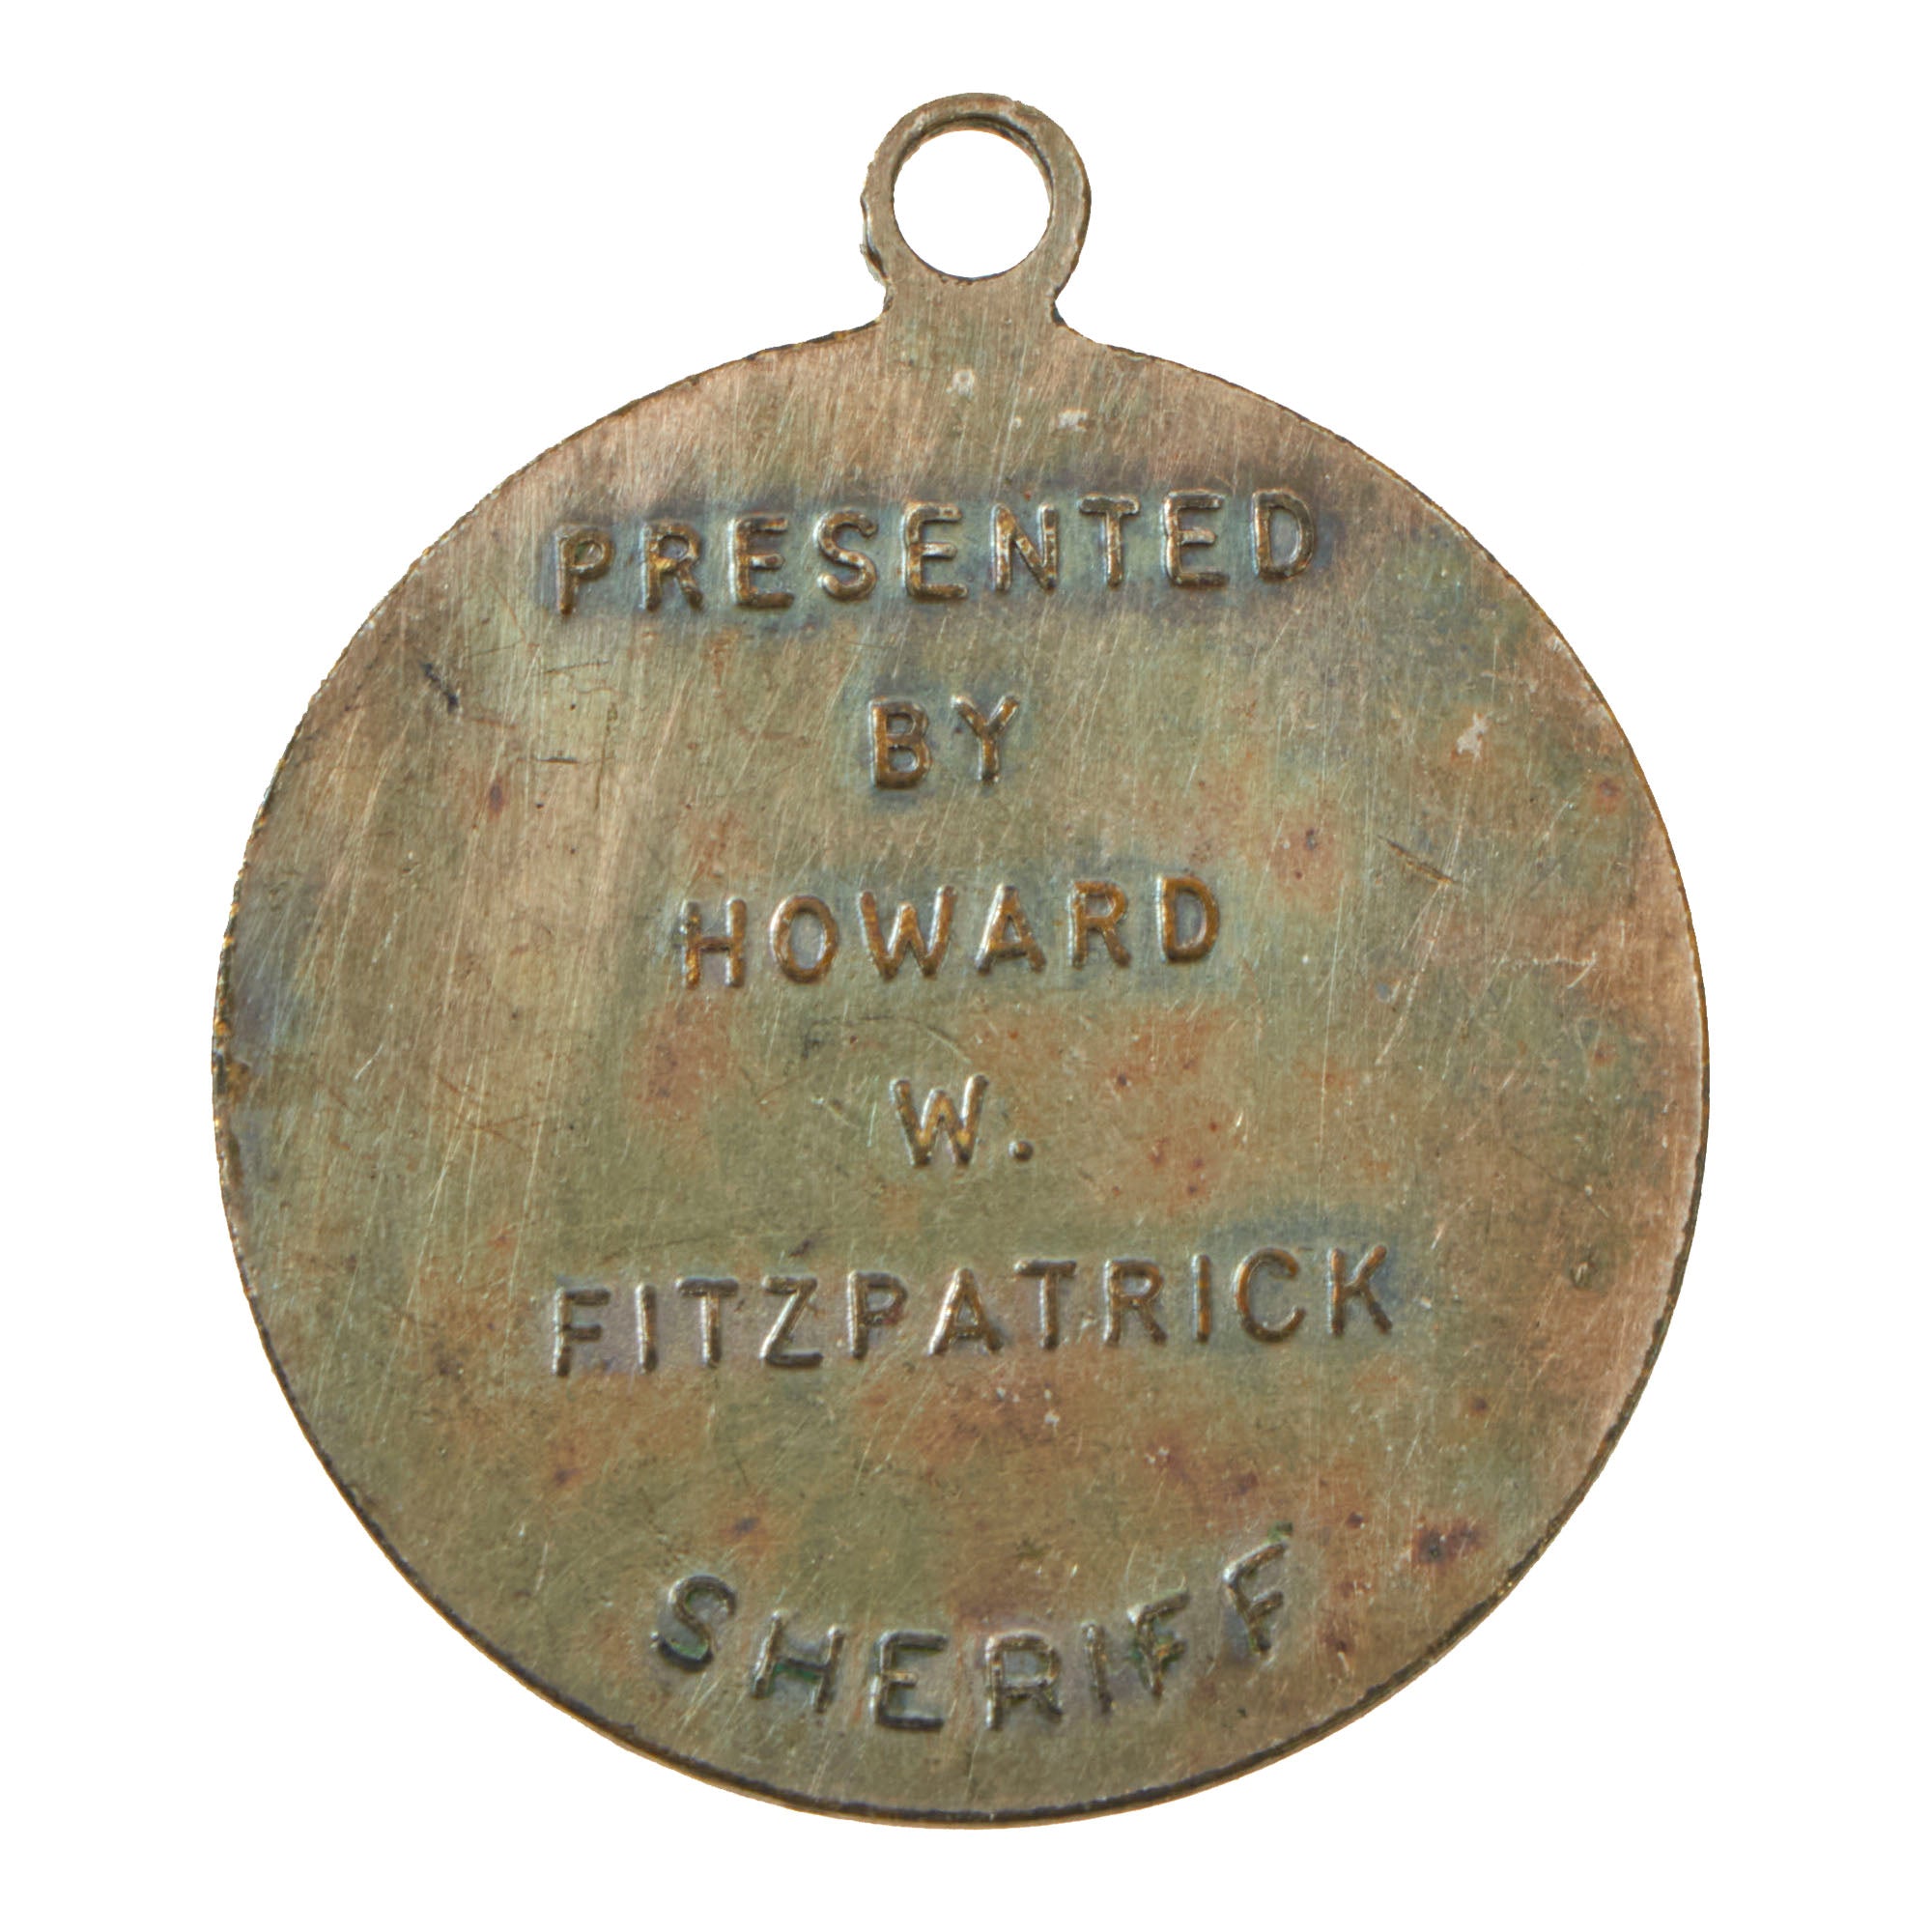 PRESENTED
BY
HOWARD
W.
FITZPATRICK
SHERIFF